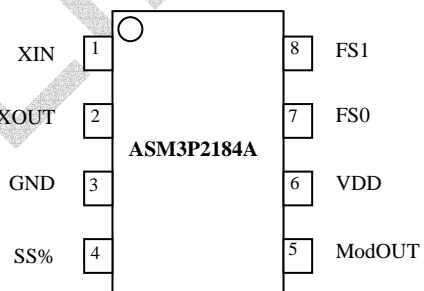 XIN 1 8 FS1
XOUT 2 7 FS0
ASM3P2184A
GND 3 6 VDD
SS% 4 5 ModOUT